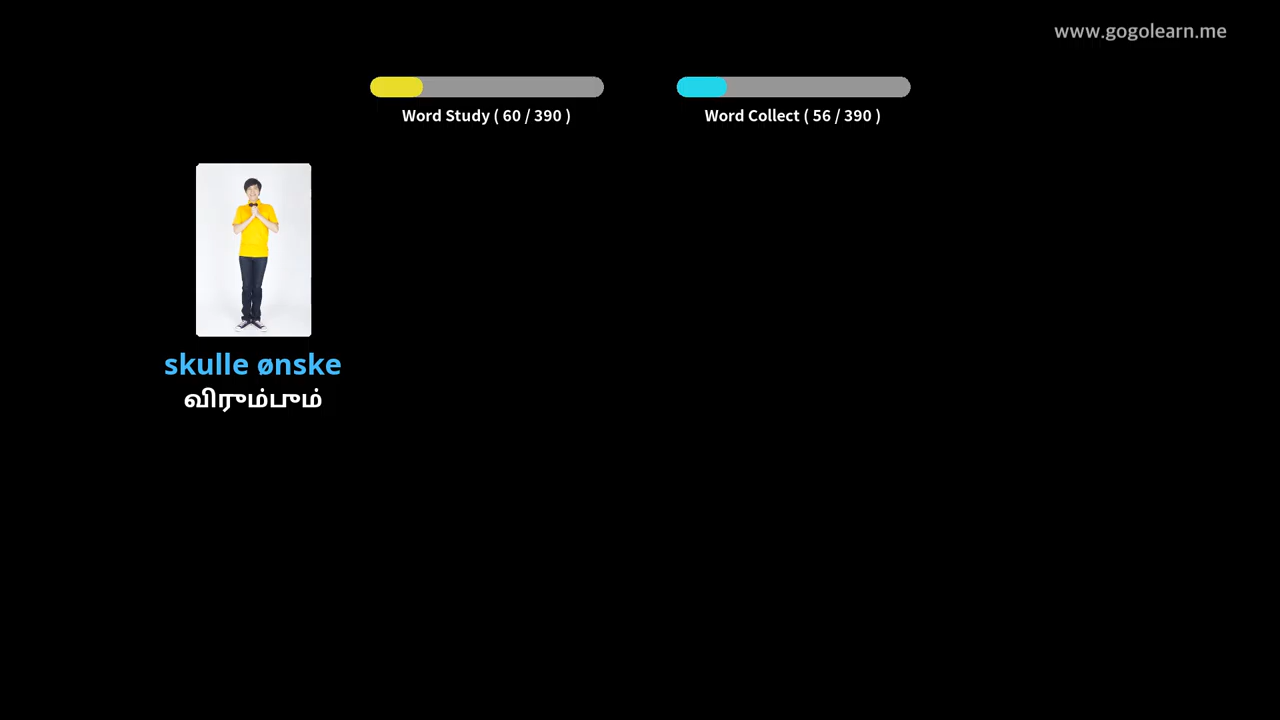 www.gogolearn.me
Word Study ( 60 / 390 )
Word Collect ( 56 / 390 )
skulle ønske
விரும்பும்